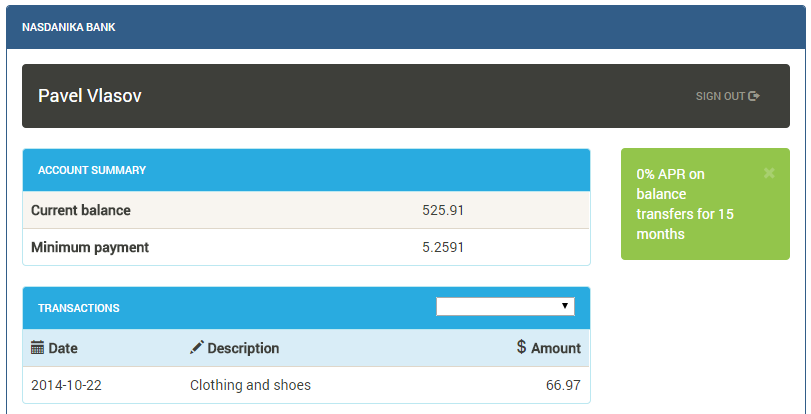 NASDANIKA BANK
Pavel Vlasov
SIGN OUT
ACCOUNT SUMMARY
Current balance 525.91
Minimum payment 5.2591
0% APR on
balance
transfers for 15
months
TRANSACTIONS
Date Description $ Amount
2014-10-22 Clothing and shoes 66.97